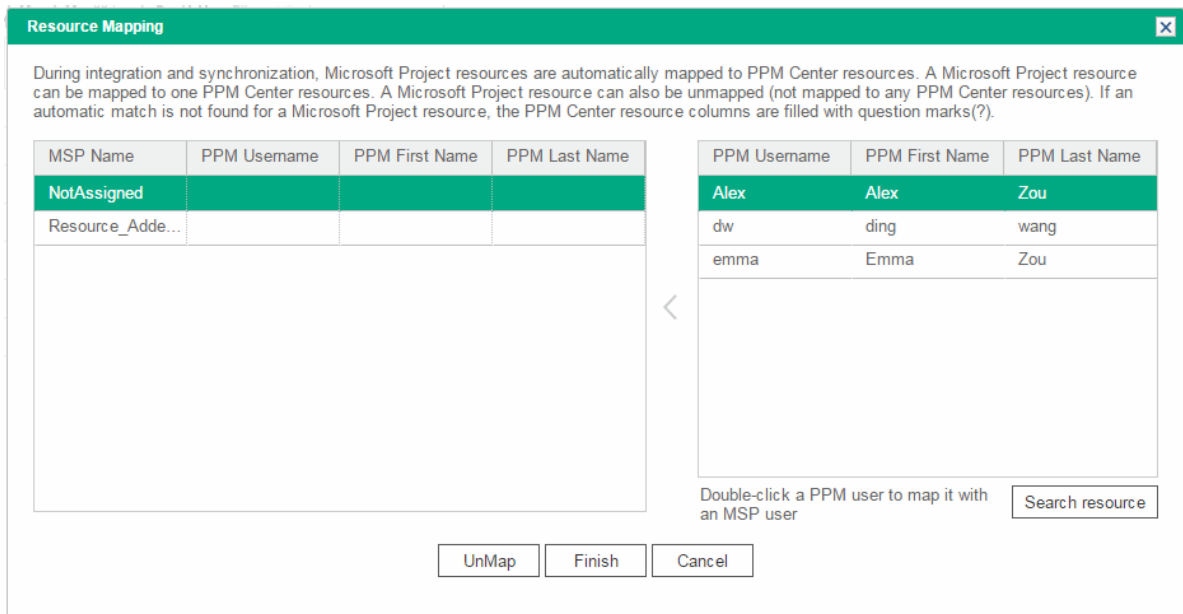 Resource Mapping
During integration and synchronization, Microsoft Project resources are automatically mapped to PPM Center resources. A Microsoft Project resource
can be mapped to one PPM Center resources. A Microsoft Project resource can also be unmapped (not mapped to any PPM Center resources). If an
automatic match is not found for a Microsoft Project resource, the PPM Center resource columns are filled with question marks(?).
MSP Name PPM Username PPM First Name PPM Last Name
NotAssigned
Resource_Adde...
PPM Username PPM First Name PPM Last Name
Alex Alex Zou
dw ding wang
emma Emma Zou
Double-click a PPM user to map it with
an MSP user
Search resource
UnMap Finish Cancel